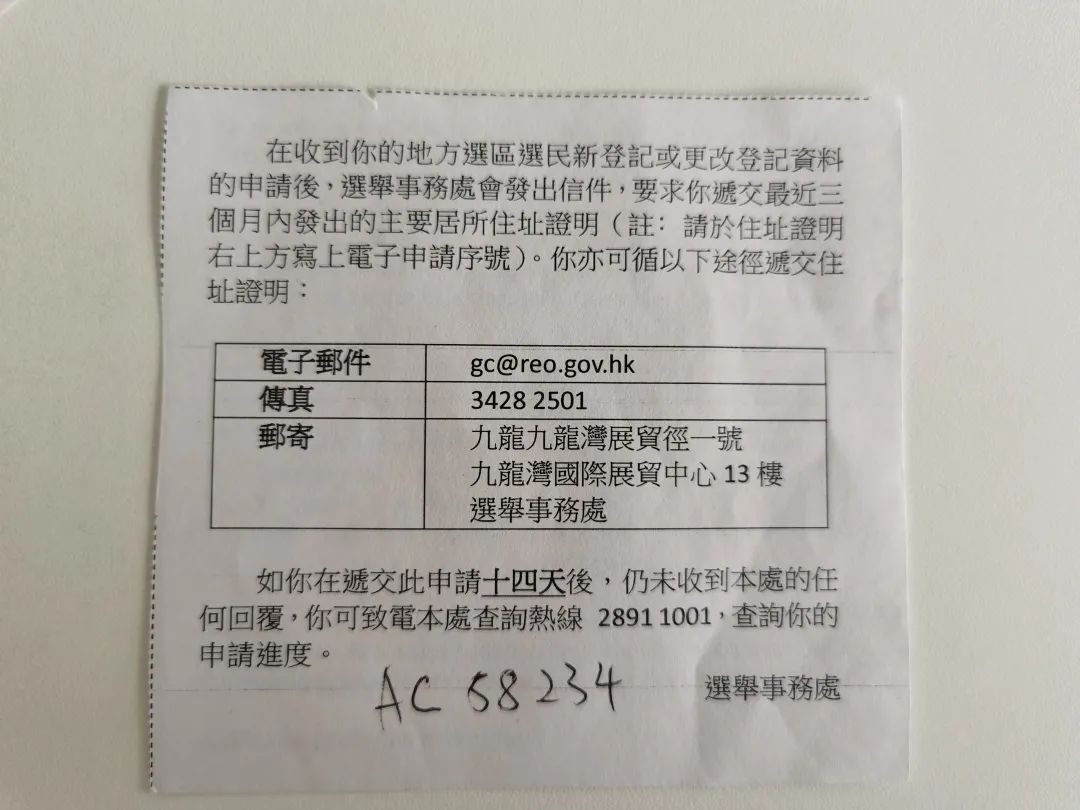 在收到你的地方選區選民新登記或更改登記資料
的申請後，選舉事務處會發出信件，要求你遞交最近三
個月內發出的主要居所住址證明（註：請於住址證明
右上方寫上電子申請序號）。你亦可循以下途徑遞交住
址證明：
電子郵件 gc@reo.gov.hk
傳真 3428 2501
郵寄 九龍九龍灣展貿徑一號
九龍灣國際展貿中心 13 樓
選舉事務處
如你在遞交此申請十四天後，仍未收到本處的任
何回覆，你可致電本處查詢熱線 2891 1001，查詢你的
申請進度。
AC 58234
選舉事務處